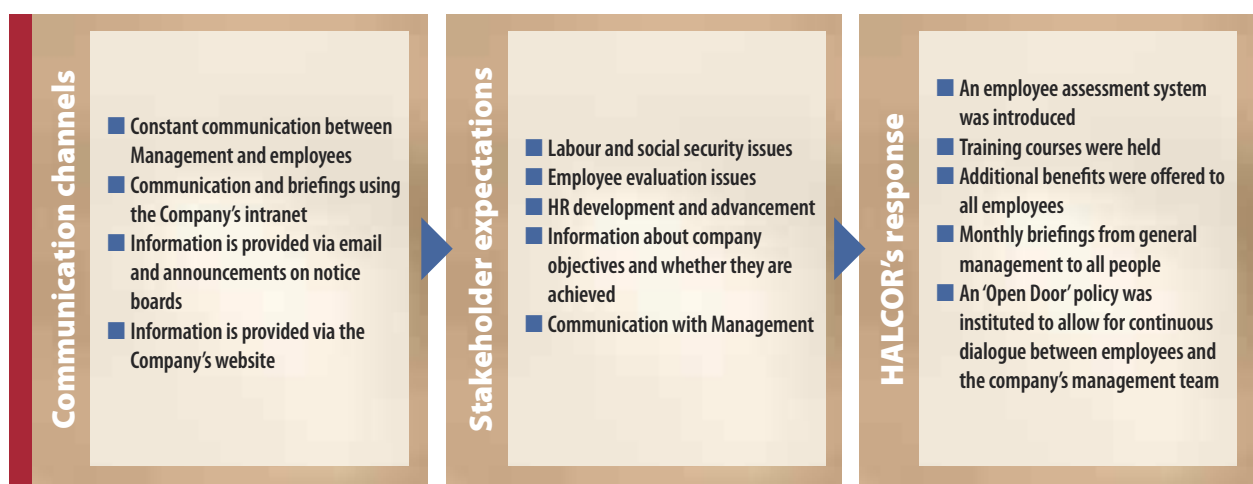 Communication channels
■ Constant communication between
Management and employees
■ Communication and briefings using
the Company's intranet
■ Information is provided via email
and announcements on notice
boards
■ Information is provided via the
Company's website
Stakeholder expectations
■ Labour and social security issues
■ Employee evaluation issues
■ HR development and advancement
■ Information about company
objectives and whether they are
achieved
■ Communication with Management
HALCOR's response
■ An employee assessment system
was introduced
■ Training courses were held
■ Additional benefits were offered to
all employees
■ Monthly briefings from general
management to all people
■ An 'Open Door' policy was
instituted to allow for continuous
dialogue between employees and
the company's management team